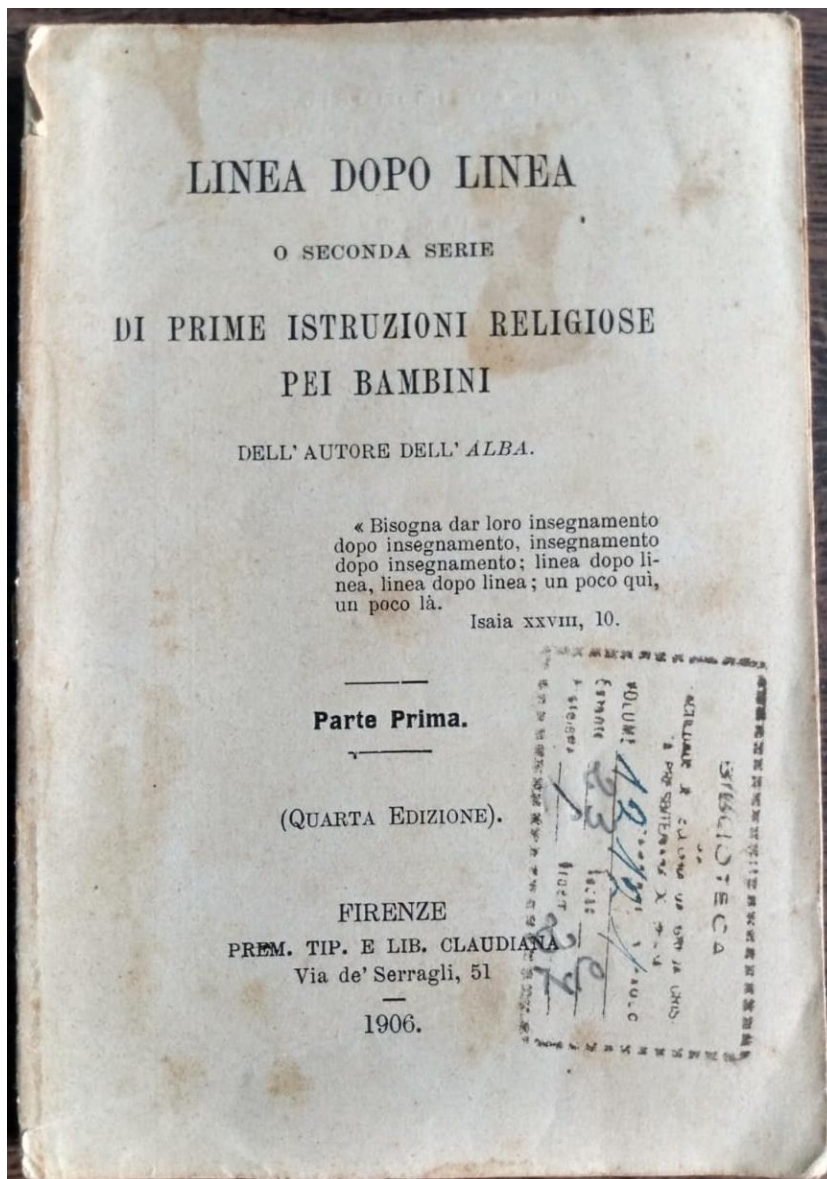 LINEA DOPO LINEA
O SECONDA SERIE
DI PRIME ISTRUZIONI RELIGIOSE
PEI BAMBINI
DELL' AUTORE DELL' ALBA.
« Bisogna dar loro insegnamento
dopo insegnamento, insegnamento
dopo insegnamento; linea dopo li-
nea, linea dopo linea; un poco quì,
un poco là.
Isaia XXVIII, 10.
Parte Prima.
(QUARTA EDIZIONE).
FIRENZE
PREM. TIP. E LIB. CLAUDIANA
Via de' Serragli, 51
1906.
BIBLIOTECA
VOLUME